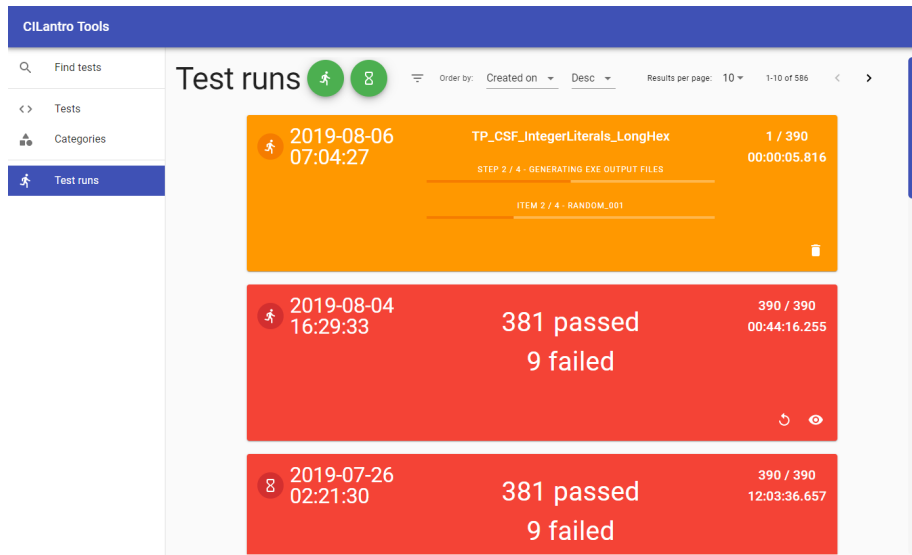 CILantro Tools
Find tests
Tests
Categories
Test runs
Test runs
Order by: Created on Desc Results per page: 10 1-10 of 586
2019-08-06
07:04:27
TP_CSF_IntegerLiterals_LongHex
STEP 2 / 4 - GENERATING EXE OUTPUT FILES
ITEM 2 / 4 - RANDOM_001
1 / 390
00:00:05.816
2019-08-04
16:29:33
381 passed
9 failed
390 / 390
00:44:16.255
2019-07-26
02:21:30
381 passed
9 failed
390 / 390
12:03:36.657